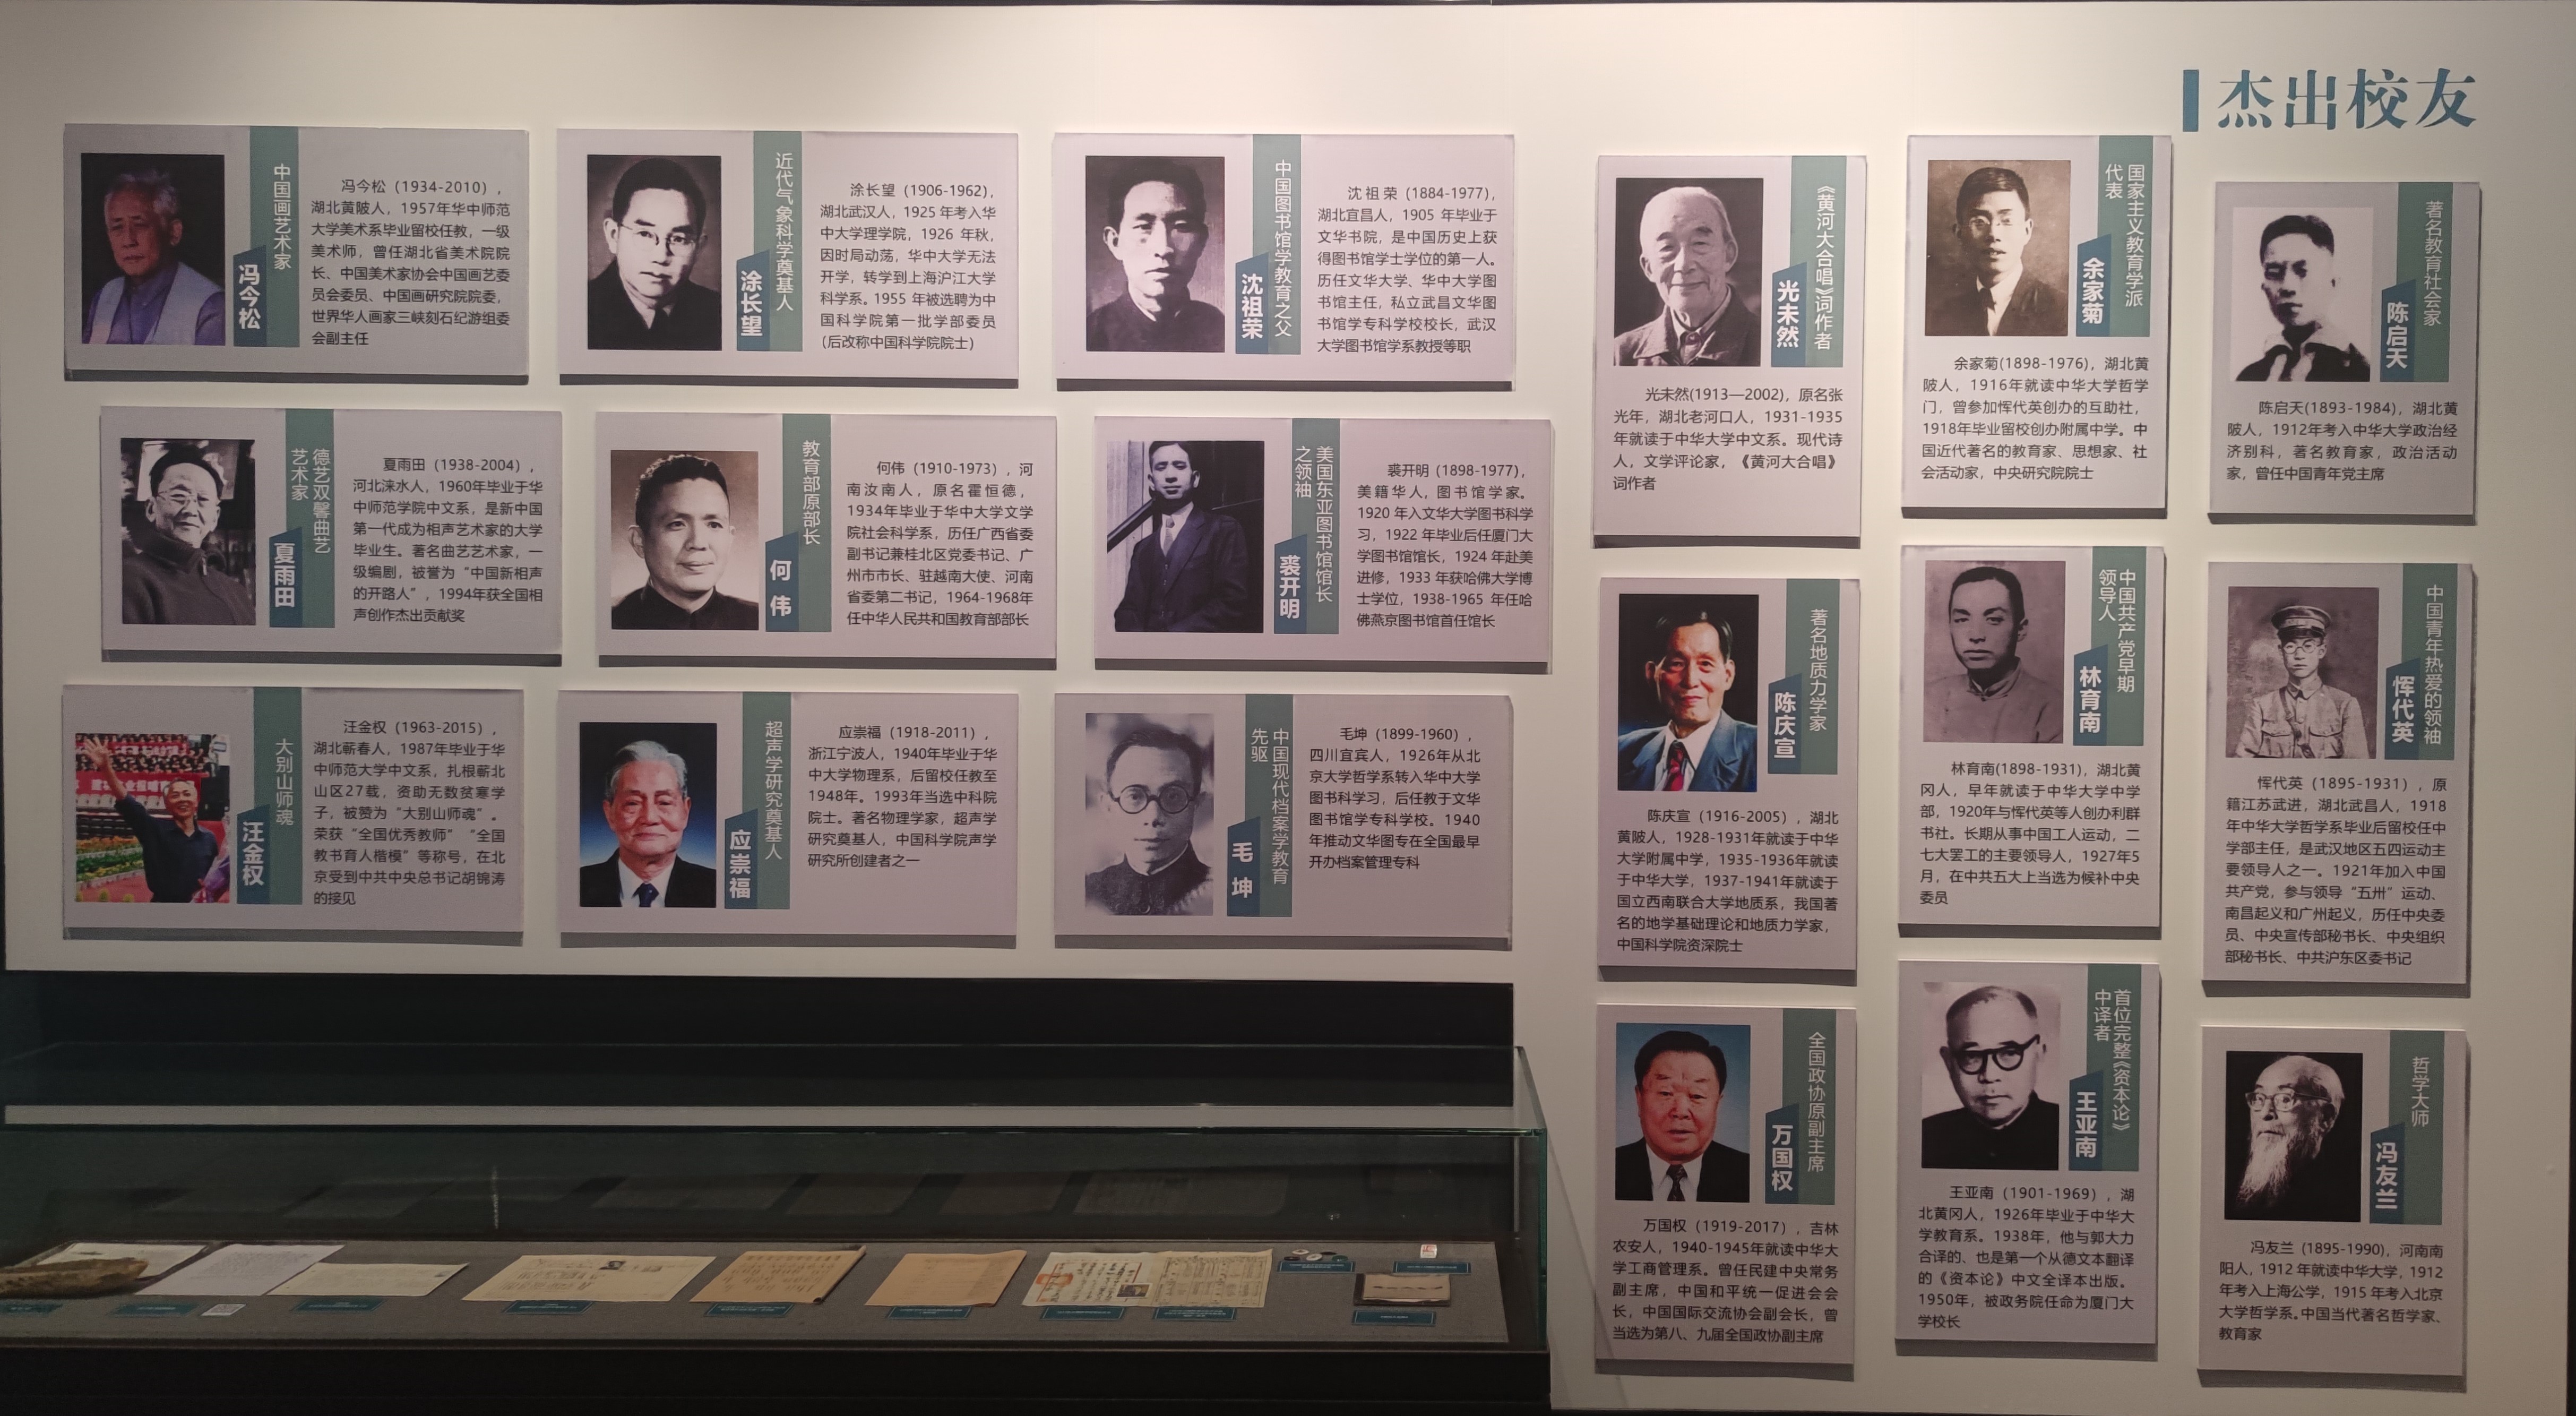 杰出校友
中国画艺术家
冯今松
冯今松（1934-2010），
湖北黄陂人，1957年华中师范
大学美术系毕业留校任教，一级
美术师，曾任湖北省美术院院
长、中国美术家协会中国画艺委
员会委员、中国画研究院院委，
世界华人画家三峡刻石纪游组委
会副主任
近代气象科学奠基人
涂长望
涂长望（1906-1962），
湖北武汉人，1925年考入华
中大学理学院，1926 年秋，
因时局动荡，华中大学无法
开学，转学到上海沪江大学
科学系。1955 年被选聘为中
国科学院第一批学部委员
（后改称中国科学院院士）
中国图书馆学教育之父
沈祖荣
沈祖荣（1884-1977），
湖北宜昌人，1905 年毕业于
文华书院，是中国历史上获
得图书馆学士学位的第一人。
历任文华大学、华中大学图
书馆主任，私立武昌文华图
书馆学专科学校校长，武汉
大学图书馆学系教授等职
德艺双馨曲艺
艺术家
夏雨田
夏雨田（1938-2004），
河北涞水人，1960年毕业于华
中师范学院中文系，是新中国
第一代成为相声艺术家的大学
毕业生。著名曲艺艺术家，一
级编剧，被誉为“中国新相声
的开路人”，1994年获全国相
声创作杰出贡献奖
教育部原部长
何伟
何伟（1910-1973），河
南汝南人，原名霍恒德，
1934年毕业于华中大学文学
院社会科学系，历任广西省委
副书记兼桂北区党委书记、广
州市市长、驻越南大使、河南
省委第二书记，1964-1968年
任中华人民共和国教育部部长
美国东亚图书馆馆长
之领袖
裘开明
裘开明（1898-1977），
美籍华人，图书馆学家。
1920 年入文华大学图书科学
习，1922 年毕业后任厦门大
学图书馆馆长，1924 年赴美
进修，1933 年获哈佛大学博
士学位，1938-1965 年任哈
佛燕京图书馆首任馆长
大别山师魂
汪金权
汪金权（1963-2015），
湖北蕲春人，1987年毕业于华
中师范大学中文系，扎根蕲北
山区27载，资助无数贫寒学
子，被赞为“大别山师魂”。
荣获“全国优秀教师”“全国
教书育人楷模”等称号，在北
京受到中共中央总书记胡锦涛
的接见
超声学研究奠基人
应崇福
应崇福（1918-2011），
浙江宁波人，1940年毕业于华
中大学物理系，后留校任教至
1948年。1993年当选中科院
院士。著名物理学家，超声学
研究奠基人，中国科学院声学
研究所创建者之一
中国现代档案学教育
先驱
毛坤
毛坤（1899-1960），
四川宜宾人，1926年从北
京大学哲学系转入华中大学
图书科学习，后任教于文华
图书馆学专科学校。1940
年推动文华图专在全国最早
开办档案管理专科
《黄河大合唱》词作者
光未然
光未然(1913—2002)，原名张
光年，湖北老河口人，1931-1935
年就读于中华大学中文系。现代诗
人，文学评论家，《黄河大合唱》
词作者
国家主义教育学派
代表
余家菊
余家菊(1898-1976)，湖北黄
陂人，1916年就读中华大学哲学
门，曾参加恽代英创办的互助社，
1918年毕业留校创办附属中学。中
国近代著名的教育家、思想家、社
会活动家，中央研究院院士
著名教育社会家
陈启天
陈启天(1893-1984)，湖北黄
陂人，1912年考入中华大学政治经
济别科，著名教育家，政治活动
家，曾任中国青年党主席
著名地质力学家
陈庆宣
陈庆宣（1916-2005），湖北
黄陂人，1928-1931年就读于中华
大学附属中学，1935-1936年就读
于中华大学，1937-1941年就读于
国立西南联合大学地质系，我国著
名的地学基础理论和地质力学家，
中国科学院资深院士
中国共产党早期
领导人
林育南
林育南(1898-1931)，湖北黄
冈人，早年就读于中华大学中学
部，1920年与恽代英等人创办利群
书社。长期从事中国工人运动，二
七大罢工的主要领导人，1927年5
月，在中共五大上当选为候补中央
委员
中国青年热爱的领袖
恽代英
恽代英（1895-1931），原
籍江苏武进，湖北武昌人，1918
年中华大学哲学系毕业后留校任中
学部主任，是武汉地区五四运动主
要领导人之一。1921年加入中国
共产党，参与领导“五卅”运动、
南昌起义和广州起义，历任中央委
员、中央宣传部秘书长、中央组织
部秘书长、中共沪东区委书记
全国政协原副主席
万国权
万国权（1919-2017），吉林
农安人，1940-1945年就读中华大
学工商管理系。曾任民建中央常务
副主席，中国和平统一促进会会
长，中国国际交流协会副会长，曾
当选为第八、九届全国政协副主席
首位完整《资本论》
中译者
王亚南
王亚南（1901-1969），湖
北黄冈人，1926年毕业于中华大
学教育系。1938年，他与郭大力
合译的、也是第一个从德文本翻译
的《资本论》中文全译本出版。
1950年，被政务院任命为厦门大
学校长
哲学大师
冯友兰
冯友兰（1895-1990），河南南
阳人，1912 年就读中华大学，1912
年考入上海公学，1915 年考入北京
大学哲学系。中国当代著名哲学家、
教育家